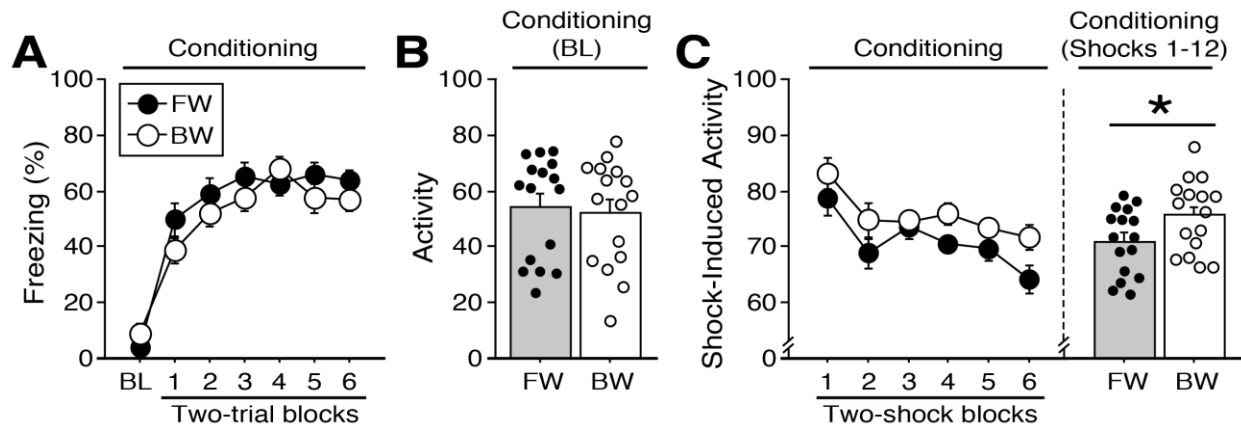 A
Conditioning
Freezing (%)
100
80
60
40
20
0
FW
BW
BL 1 2 3 4 5 6
Two-trial blocks
B
Conditioning
(BL)
Activity
100
80
60
40
20
0
FW BW
C
Conditioning
Shock-Induced Activity
100
90
80
70
60
0
1 2 3 4 5 6
Two-shock blocks
Conditioning
(Shocks 1-12)
*
FW BW